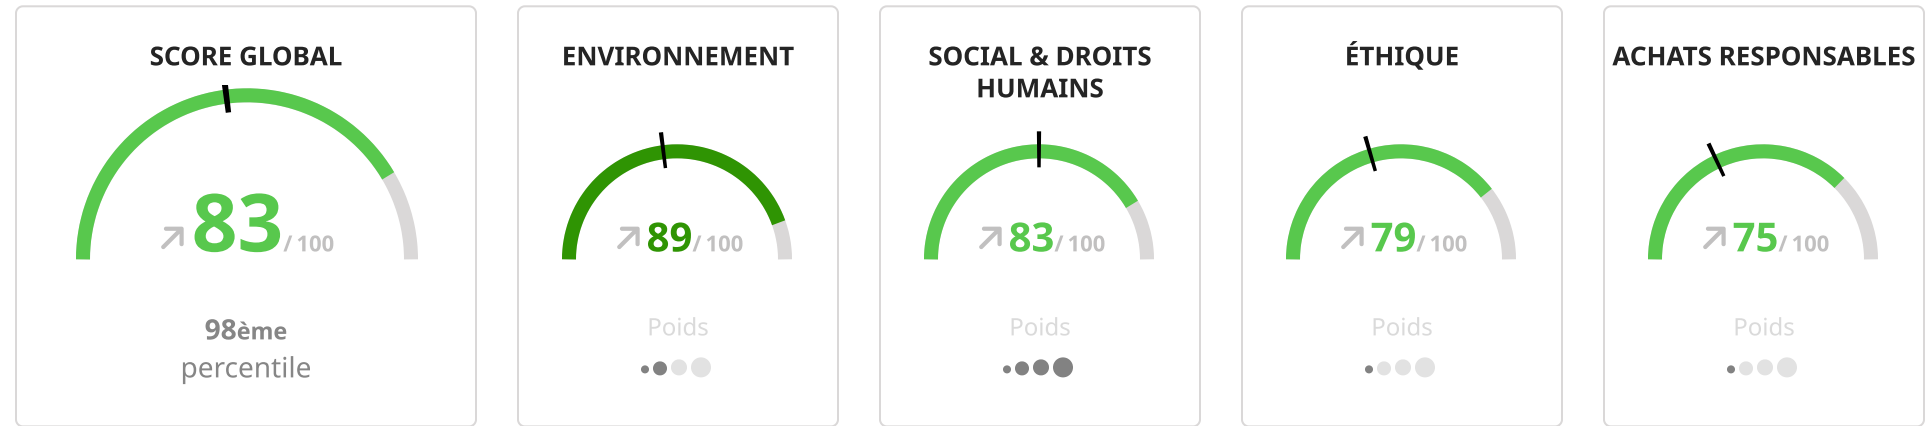 SCORE GLOBAL
83/ 100
98ème
percentile
ENVIRONNEMENT
89/ 100
Poids
SOCIAL & DROITS
HUMAINS
83/ 100
Poids
ÉTHIQUE
79/ 100
Poids
ACHATS RESPONSABLES
75/ 100
Poids